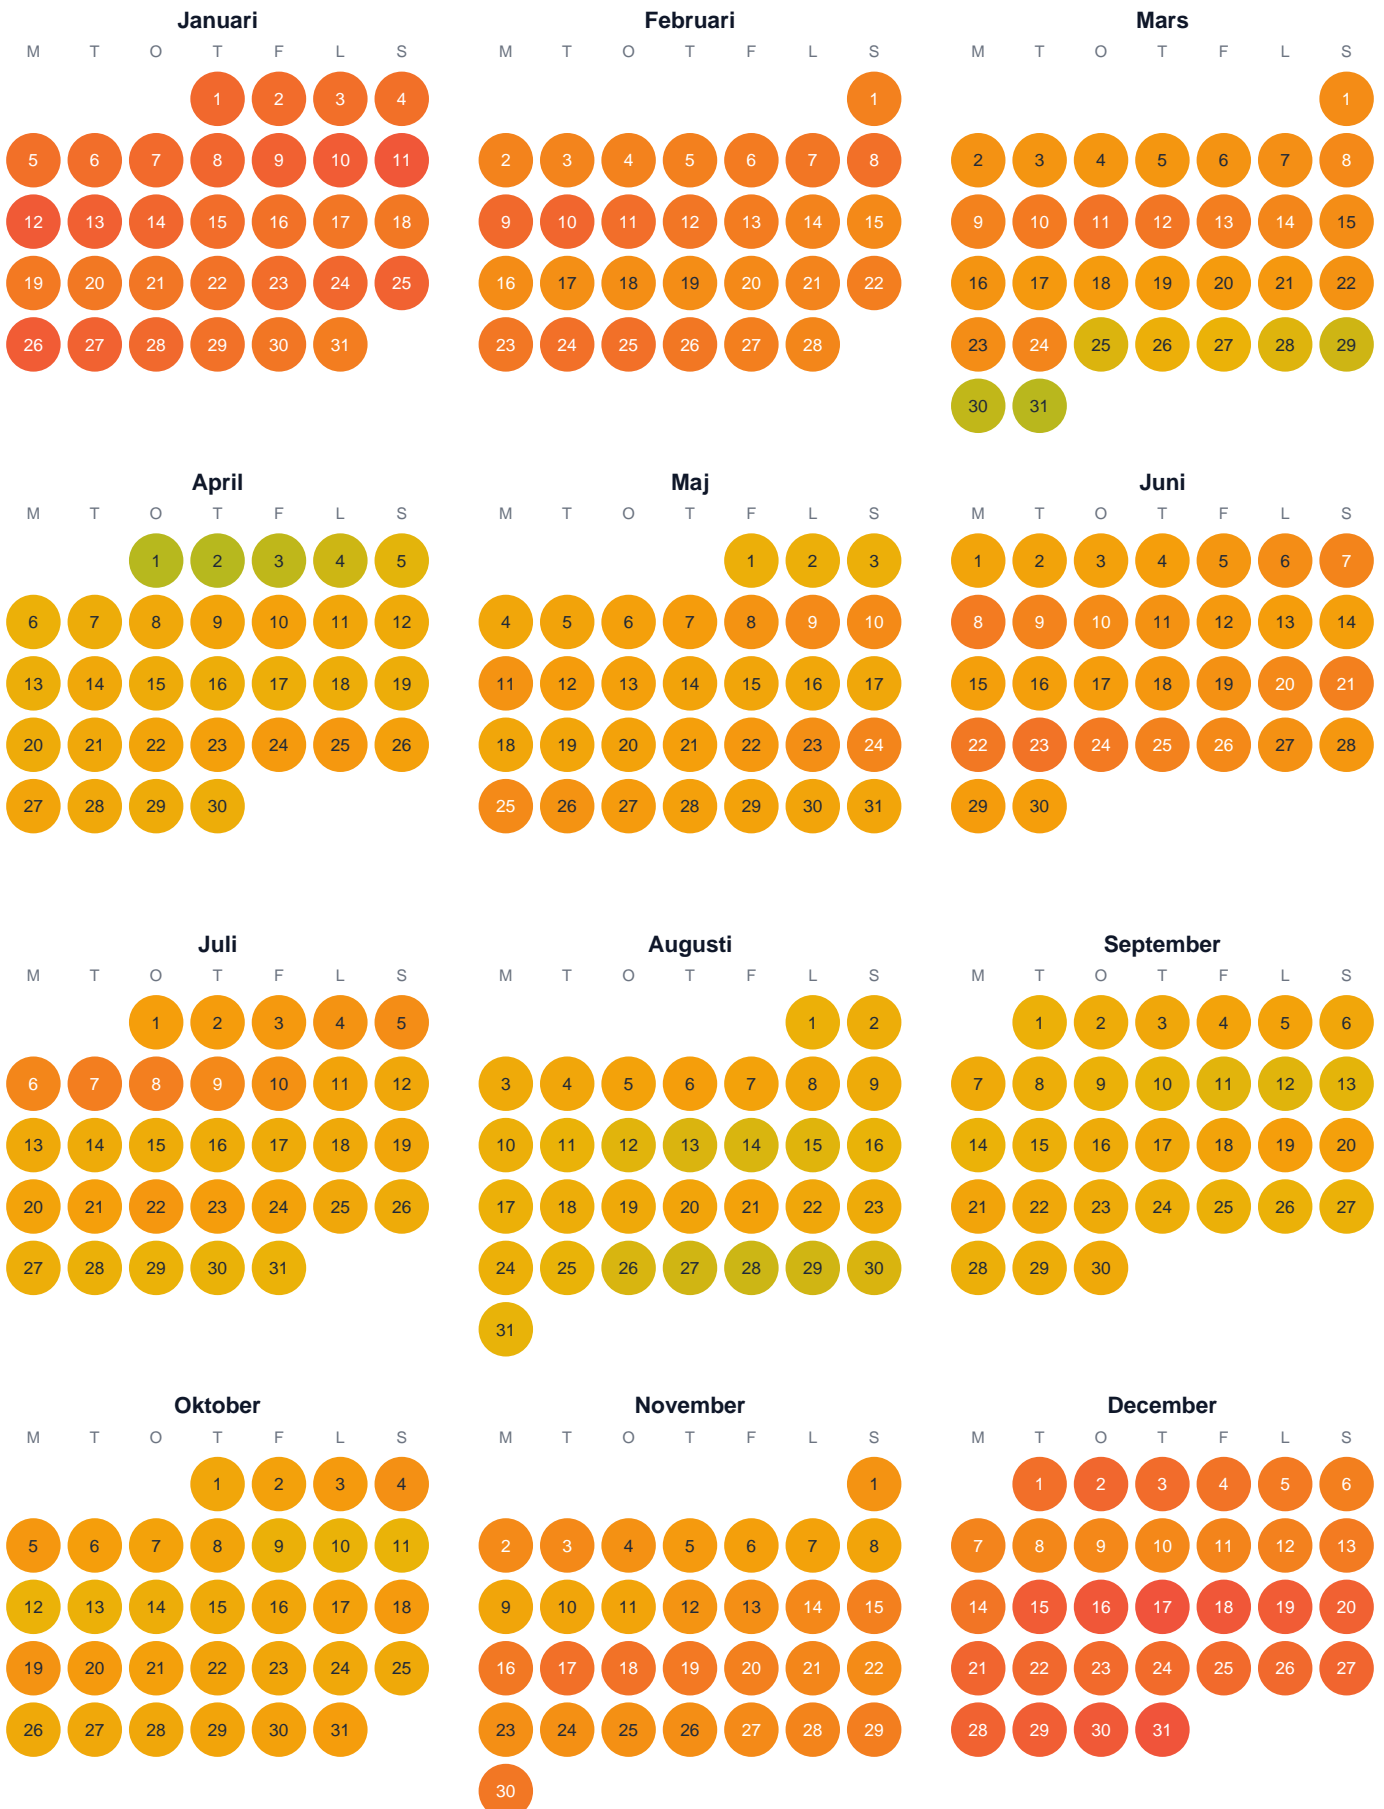 Januari Februari Mars
M T O T F L S M T O T F L S M T O T F L S
1 2 3 4 1 1
5 6 7 8 9 10 11 2 3 4 5 6 7 8 2 3 4 5 6 7 8
12 13 14 15 16 17 18 9 10 11 12 13 14 15 9 10 11 12 13 14 15
19 20 21 22 23 24 25 16 17 18 19 20 21 22 16 17 18 19 20 21 22
26 27 28 29 30 31 23 24 25 26 27 28 23 24 25 26 27 28 29
30 31
April Maj Juni
M T O T F L S M T O T F L S M T O T F L S
1 2 3 4 5 1 2 3 1 2 3 4 5 6 7
6 7 8 9 10 11 12 4 5 6 7 8 9 10 8 9 10 11 12 13 14
13 14 15 16 17 18 19 11 12 13 14 15 16 17 15 16 17 18 19 20 21
20 21 22 23 24 25 26 18 19 20 21 22 23 24 22 23 24 25 26 27 28
27 28 29 30 25 26 27 28 29 30 31 29 30
Juli Augusti September
M T O T F L S M T O T F L S M T O T F L S
1 2 3 4 5 1 2 1 2 3 4 5 6
6 7 8 9 10 11 12 3 4 5 6 7 8 9 7 8 9 10 11 12 13
13 14 15 16 17 18 19 10 11 12 13 14 15 16 14 15 16 17 18 19 20
20 21 22 23 24 25 26 17 18 19 20 21 22 23 21 22 23 24 25 26 27
27 28 29 30 31 24 25 26 27 28 29 30 28 29 30
31
Oktober November December
M T O T F L S M T O T F L S M T O T F L S
1 2 3 4 1 1 2 3 4 5 6
5 6 7 8 9 10 11 2 3 4 5 6 7 8 7 8 9 10 11 12 13
12 13 14 15 16 17 18 9 10 11 12 13 14 15 14 15 16 17 18 19 20
19 20 21 22 23 24 25 16 17 18 19 20 21 22 21 22 23 24 25 26 27
26 27 28 29 30 31 23 24 25 26 27 28 29 28 29 30 31
30